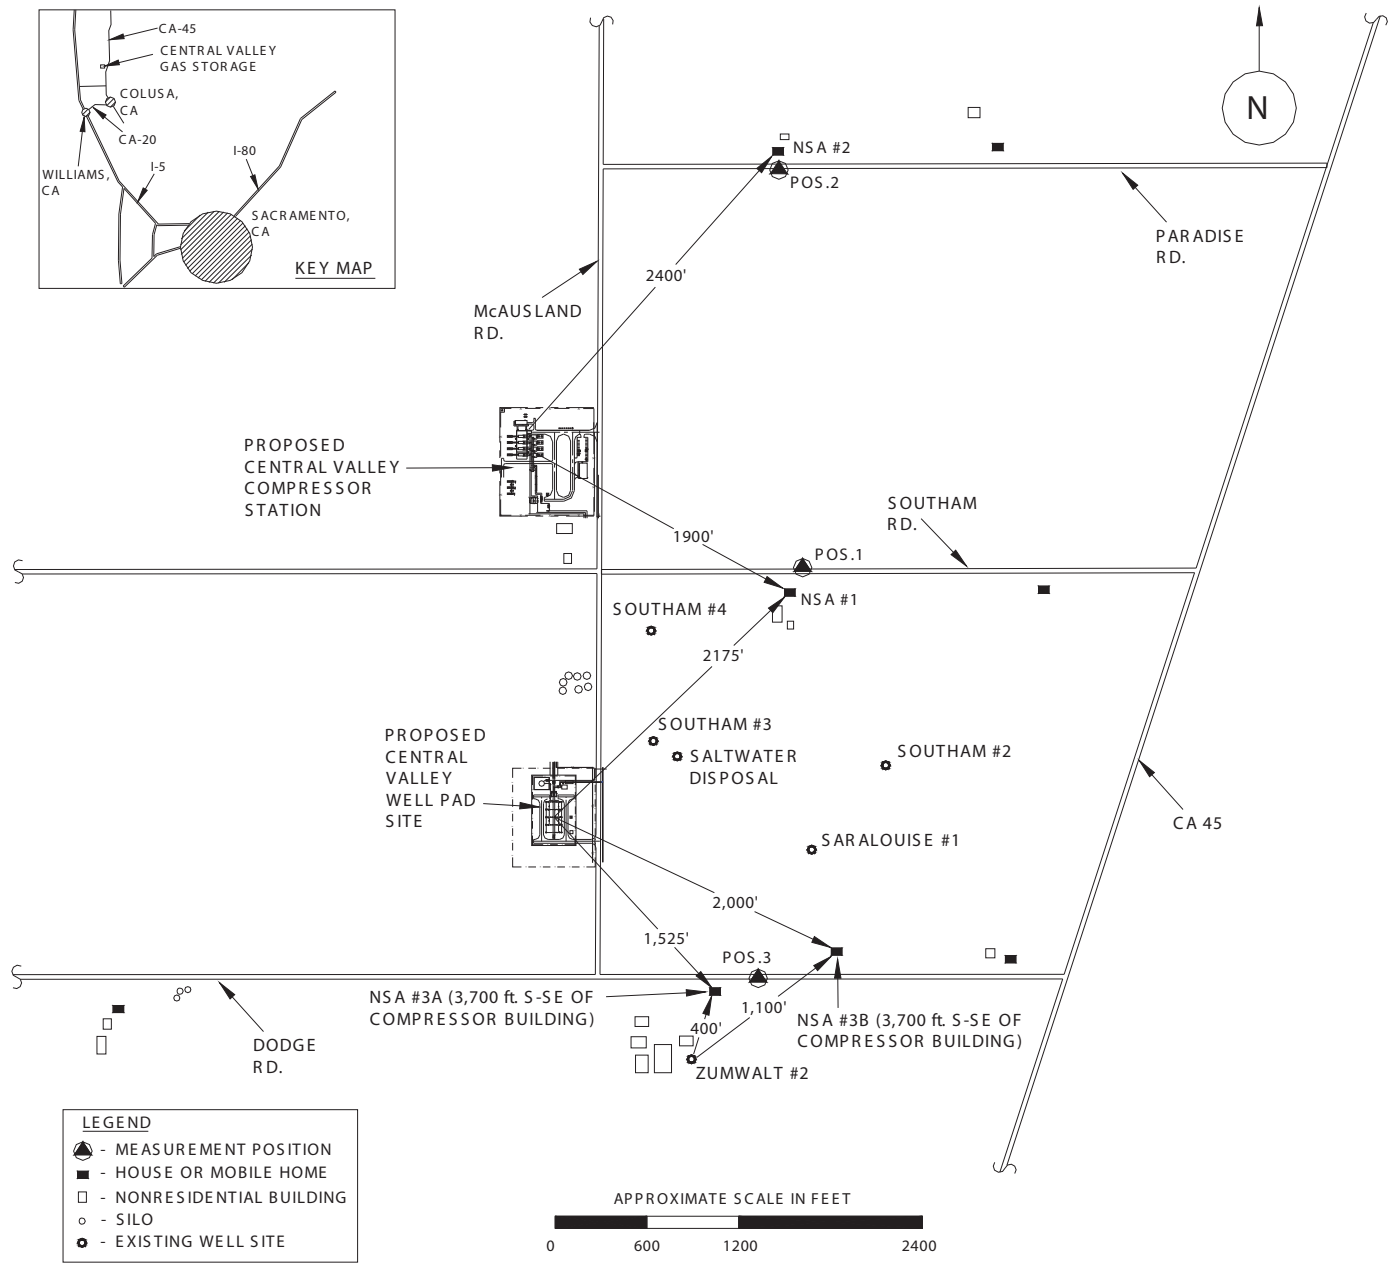 CA-45
CENTRAL VALLEY
GAS STORAGE
COLUSA,
CA
CA-20
WILLIAMS,
CA
I-5
I-80
SACRAMENTO,
CA
KEY MAP
N
NSA #2
POS.2
PARADISE
RD.
2400'
McAUSLAND
RD.
PROPOSED
CENTRAL VALLEY
COMPRESSOR
STATION
SOUTHAM
RD.
1900'
POS.1
NSA #1
SOUTHAM #4
2175'
SOUTHAM #3
SALTWATER
DISPOSAL
SOUTHAM #2
PROPOSED
CENTRAL
VALLEY
WELL PAD
SITE
CA 45
SARALOUISE #1
2,000'
1,525'
POS.3
NSA #3A (3,700 ft. S-SE OF
COMPRESSOR BUILDING)
1,100'
400'
NSA #3B (3,700 ft. S-SE OF
COMPRESSOR BUILDING)
DODGE
RD.
ZUMWALT #2
LEGEND
- MEASUREMENT POSITION
- HOUSE OR MOBILE HOME
- NONRESIDENTIAL BUILDING
- SILO
- EXISTING WELL SITE
APPROXIMATE SCALE IN FEET
0 600 1200 2400